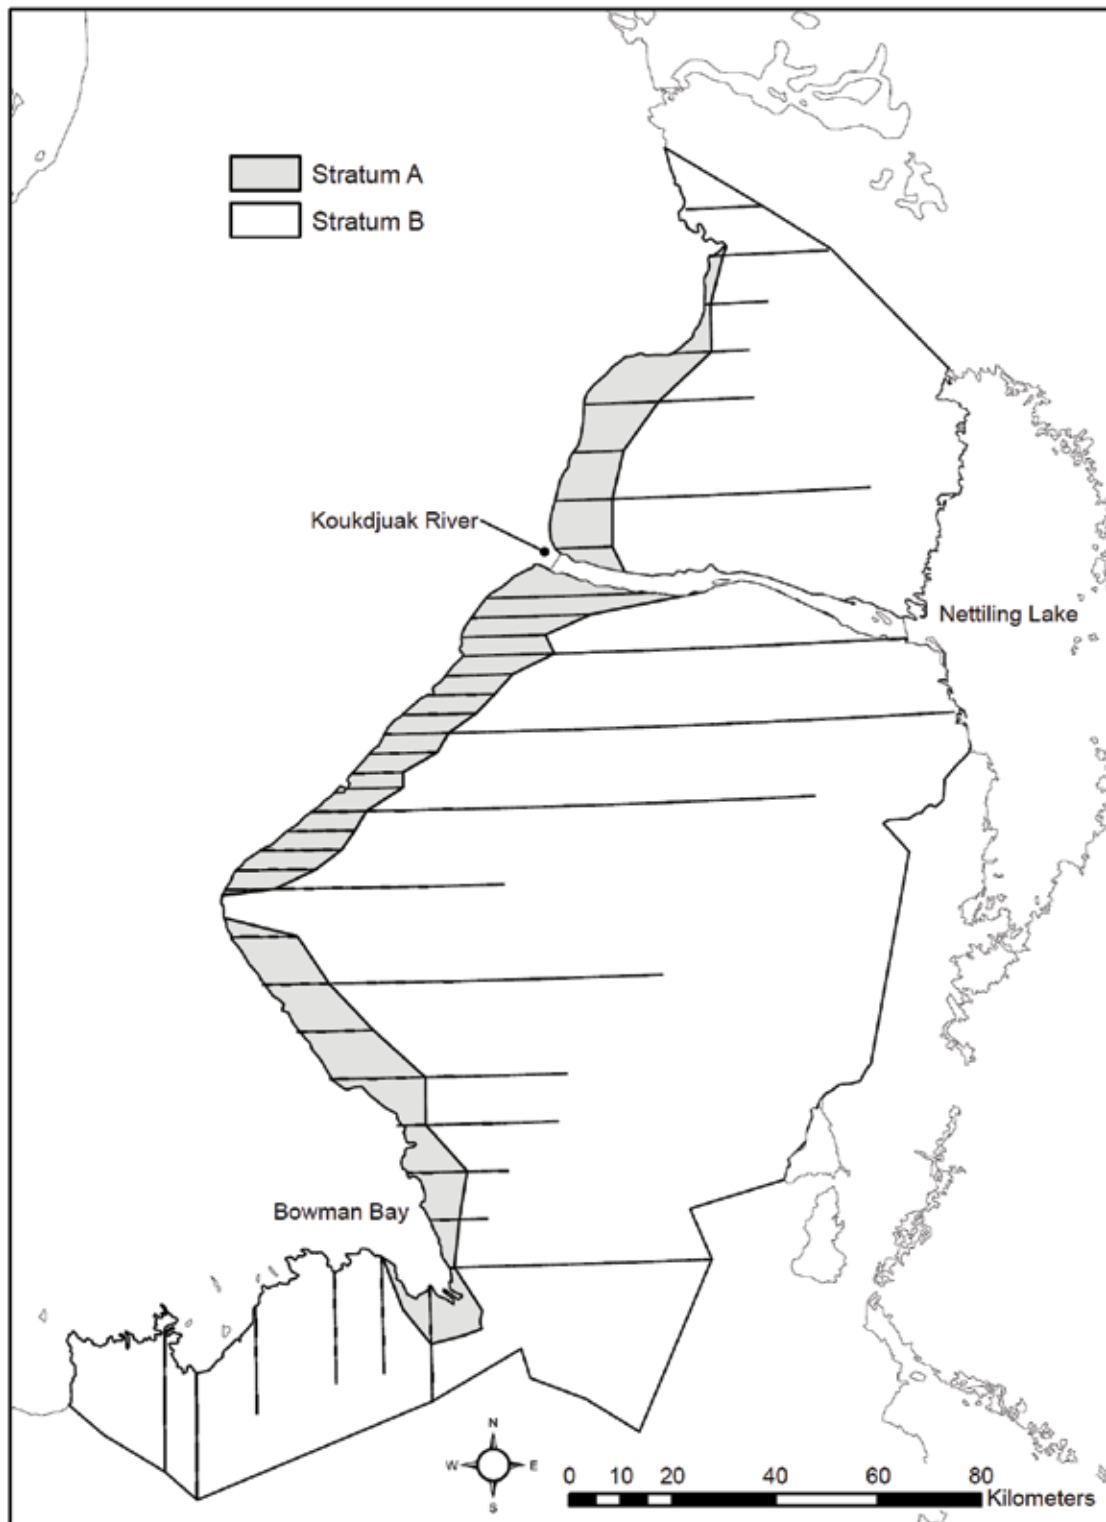 Stratum A
Stratum B
Koukdjuak River
Nettiling Lake
Bowman Bay
N
W E
S
0 10 20 40 60 80
Kilometers